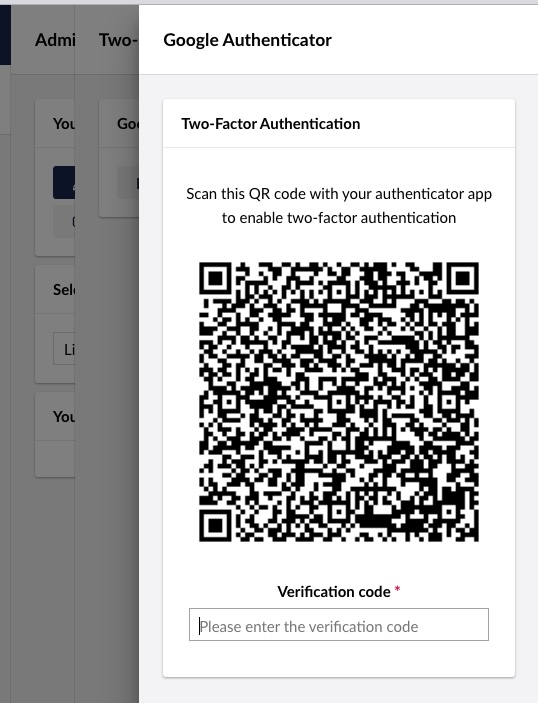 Admi
Two-
Google Authenticator
You
Goo
Two-Factor Authentication
Scan this QR code with your authenticator app
to enable two-factor authentication
Sele
Li
You
Verification code *
Please enter the verification code